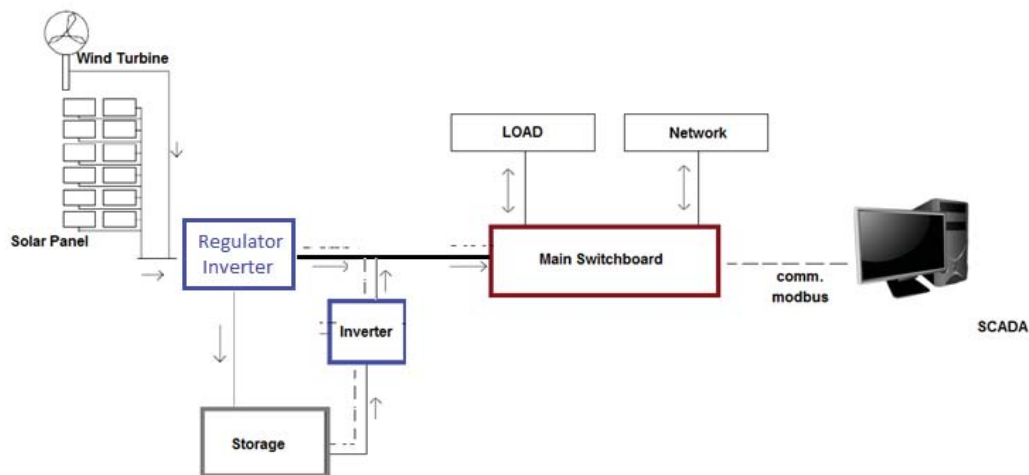 Wind Turbine
Solar Panel
LOAD
Network
Regulator
Inverter
Main Switchboard
comm.
modbus
SCADA
Inverter
Storage